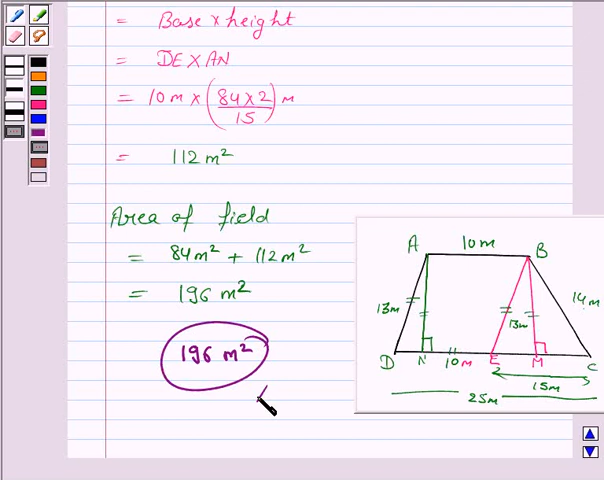 = Base × height
= DE × AN
= 10 m × (84 × 2 / 15) m
= 112 m²
Area of field
= 84 m² + 112 m²
= 196 m²
196 m²
A 10 m B
13 m 13 m 14 m
D N 10 m E M C
15 m
25 m